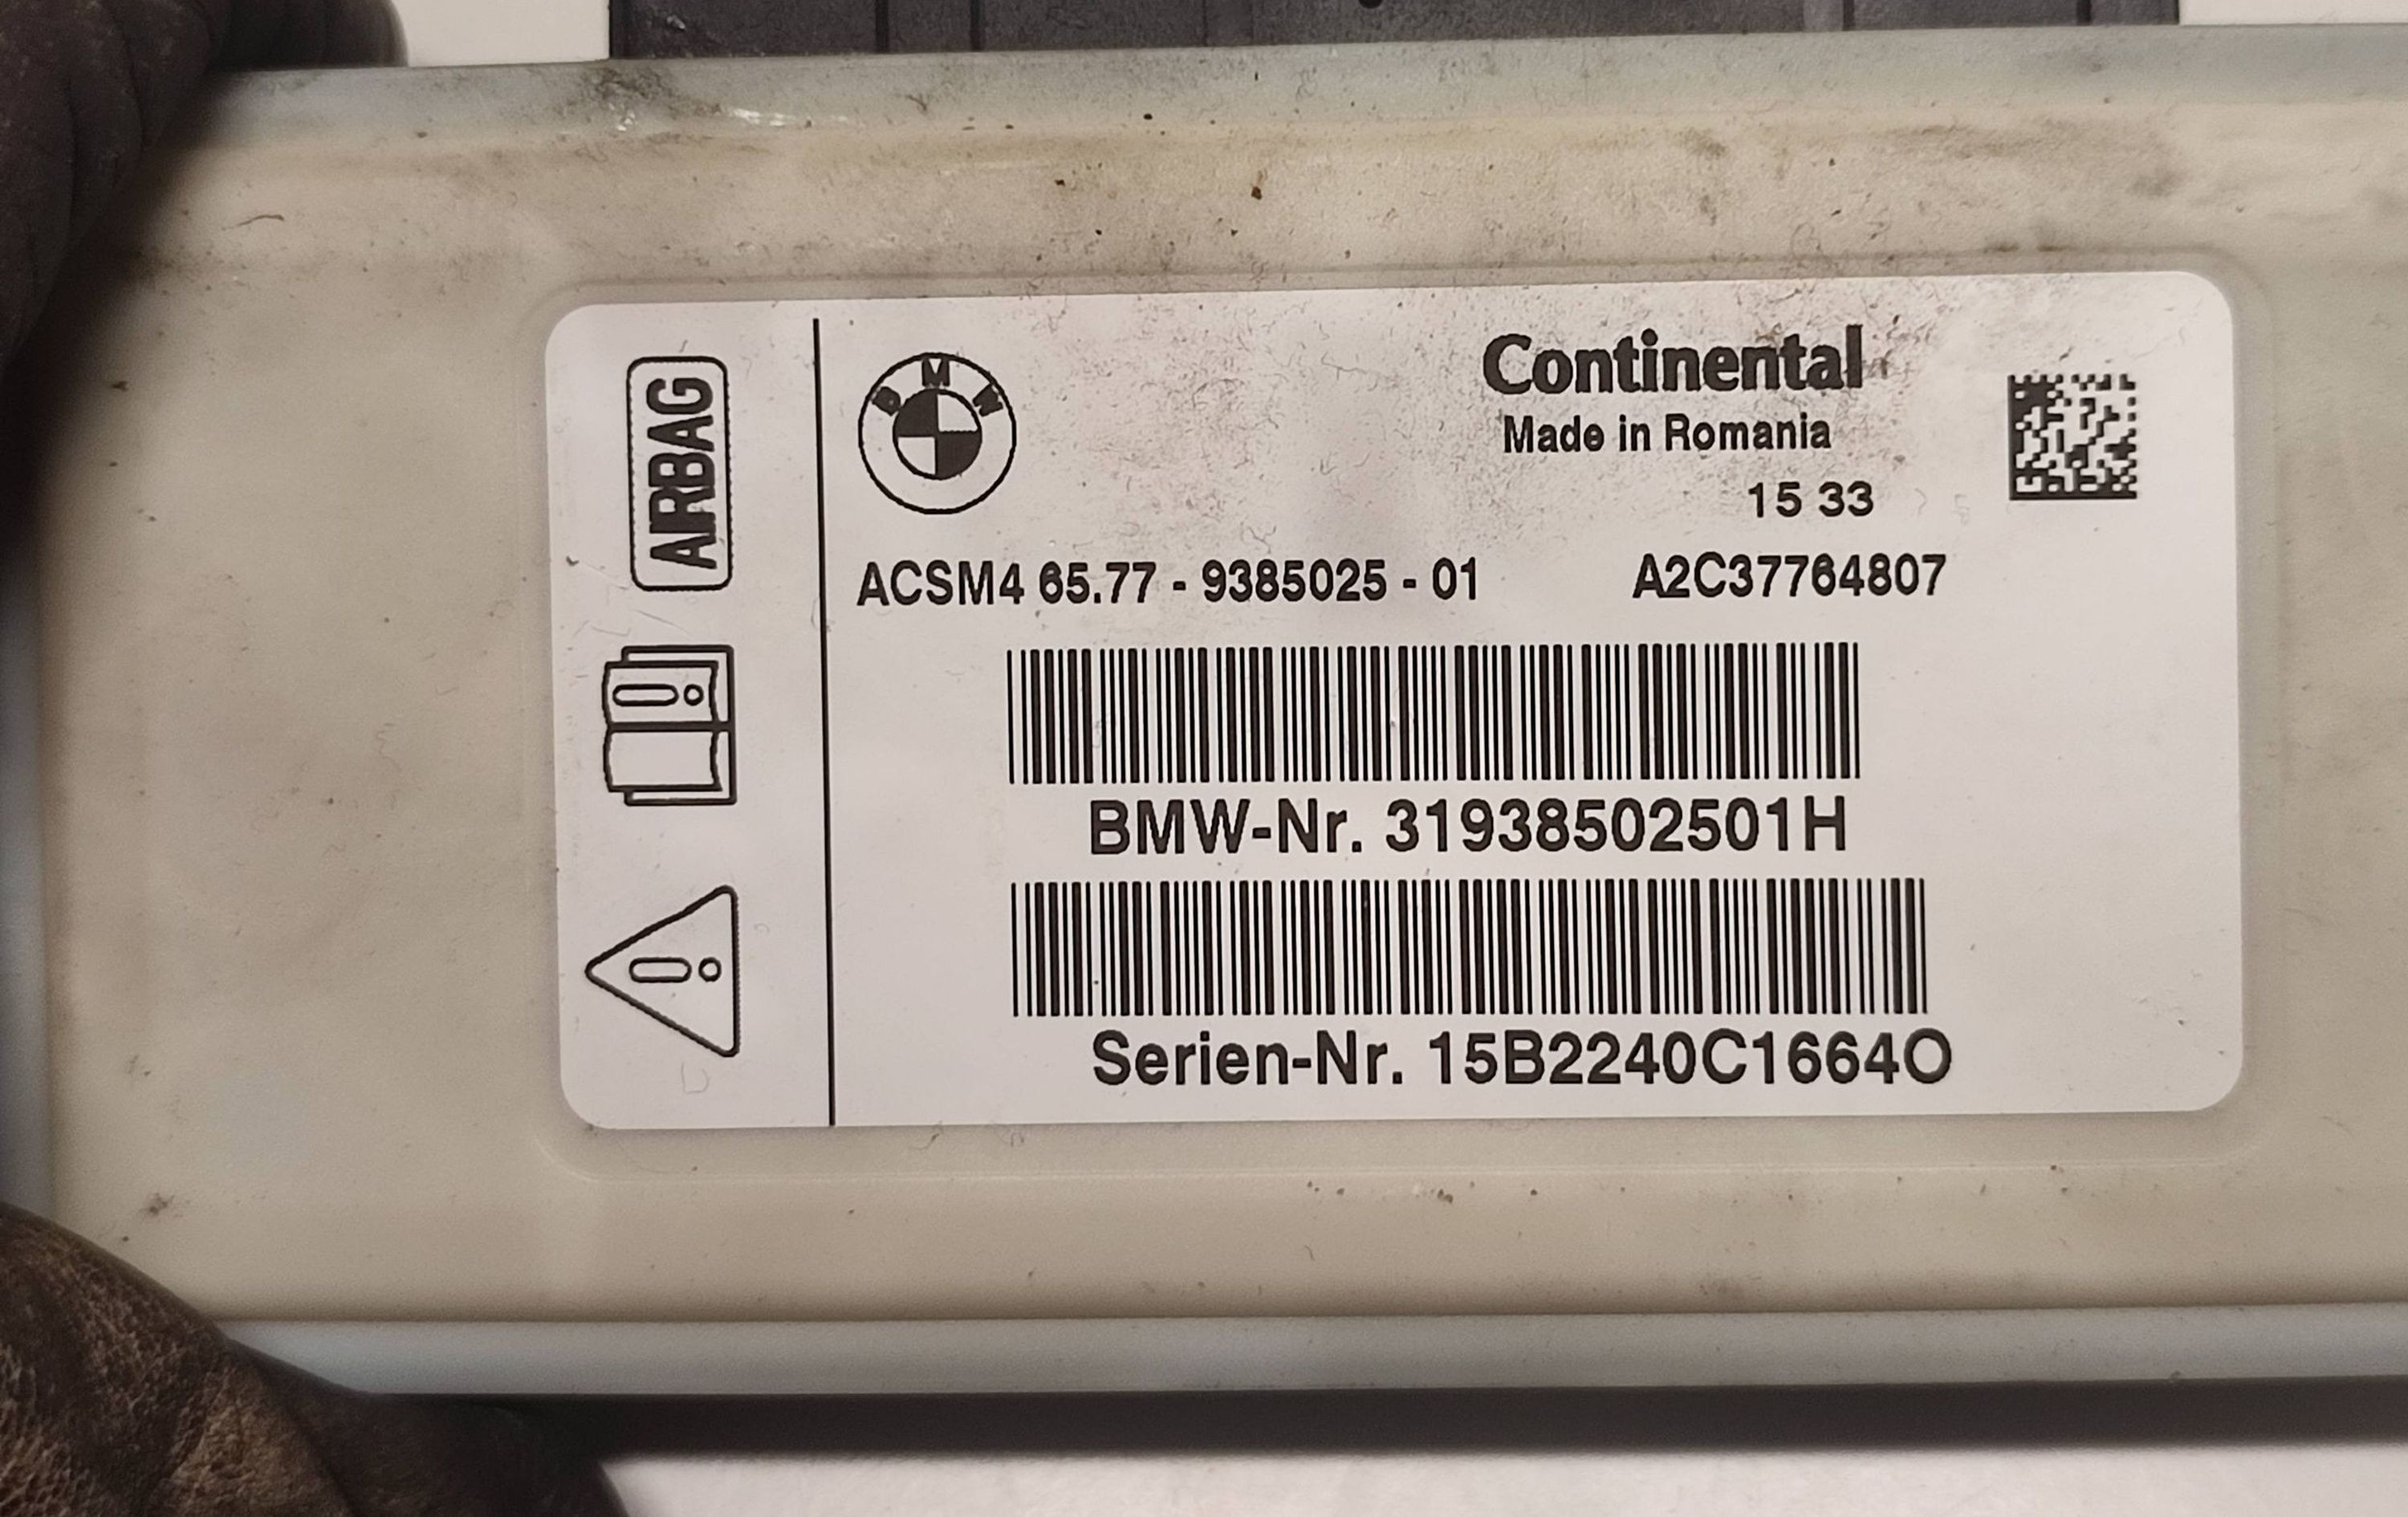 AIRBAG
BMW
Continental
Made in Romania
15 33
ACSM4 65.77 - 9385025 - 01 A2C37764807
BMW-Nr. 31938502501H
Serien-Nr. 15B2240C1664O